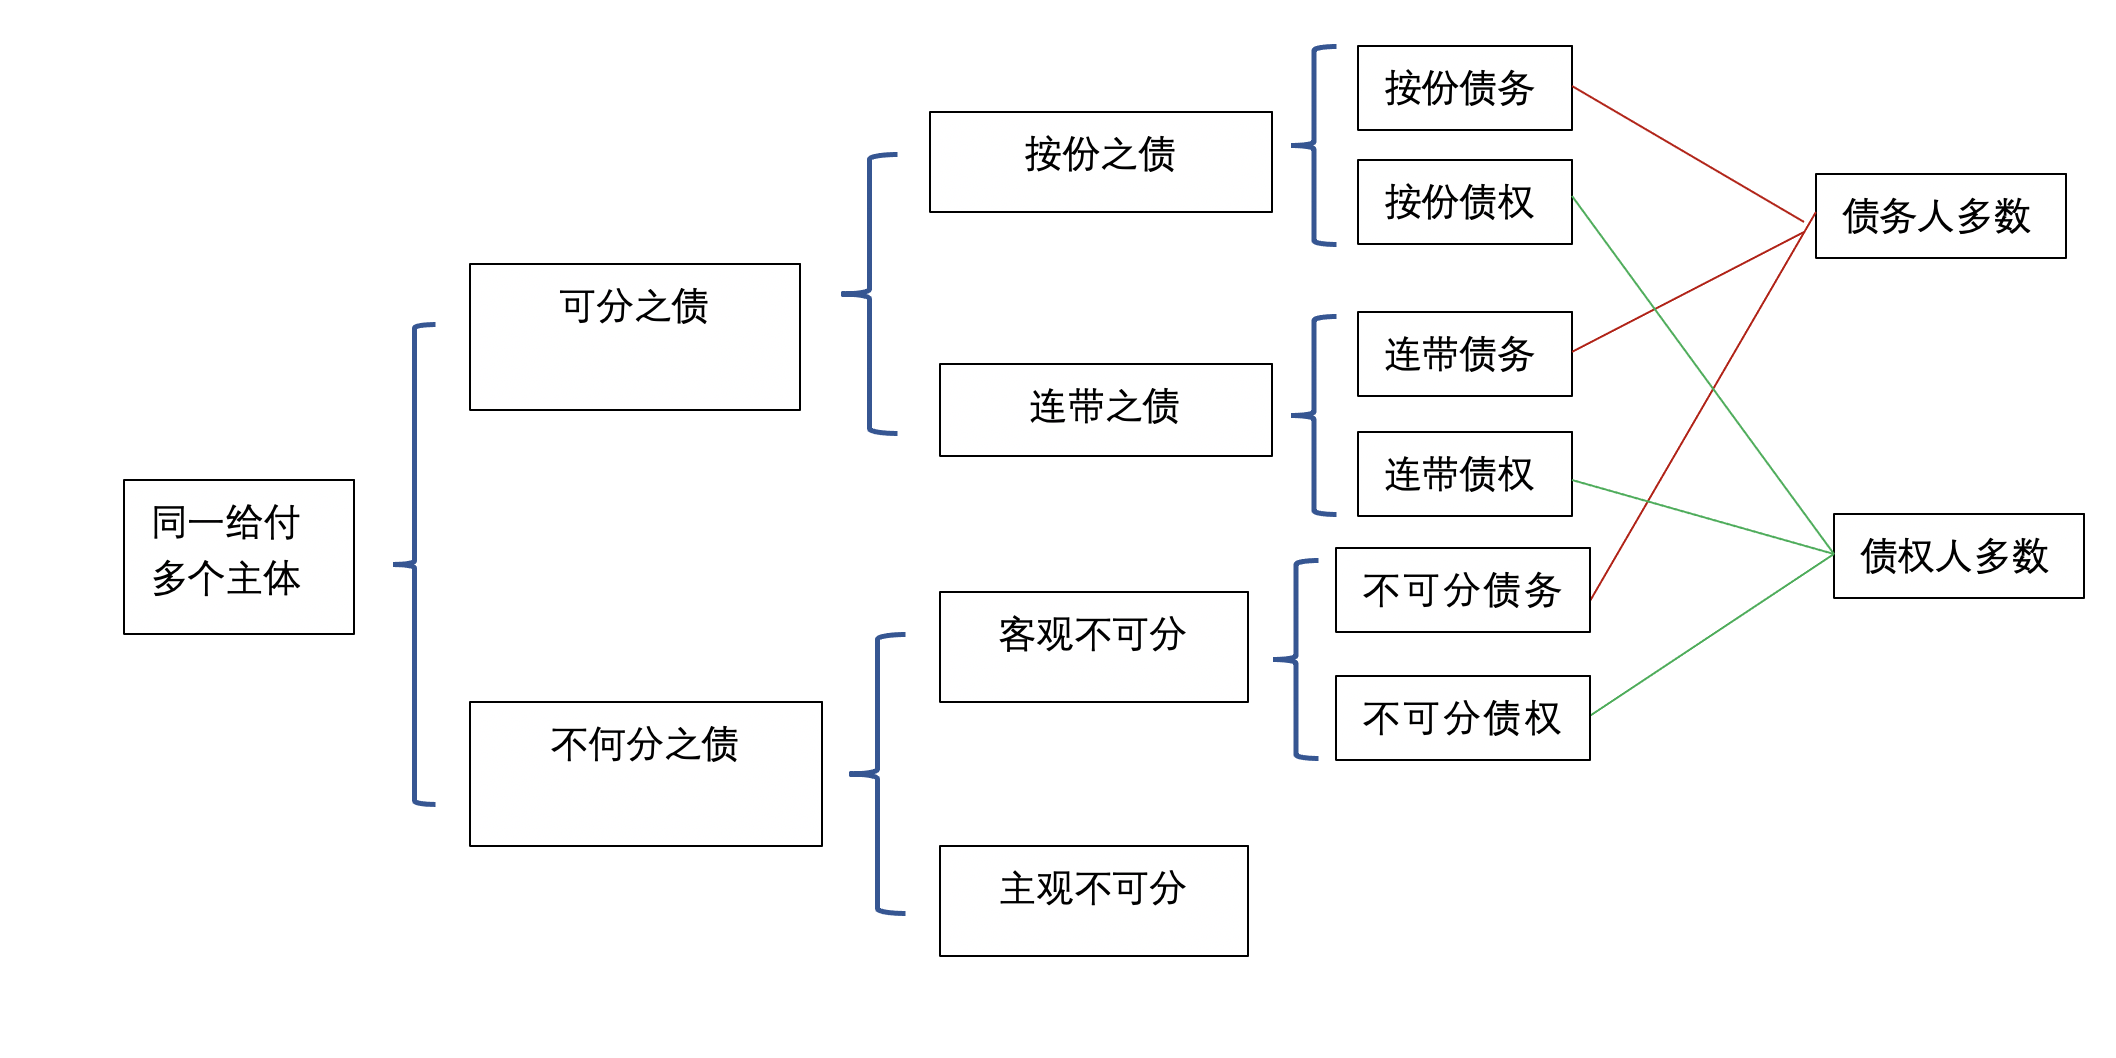 同一给付
多个主体
可分之债
不何分之债
按份之债
连带之债
客观不可分
主观不可分
按份债务
按份债权
连带债务
连带债权
不可分债务
不可分债权
债务人多数
债权人多数